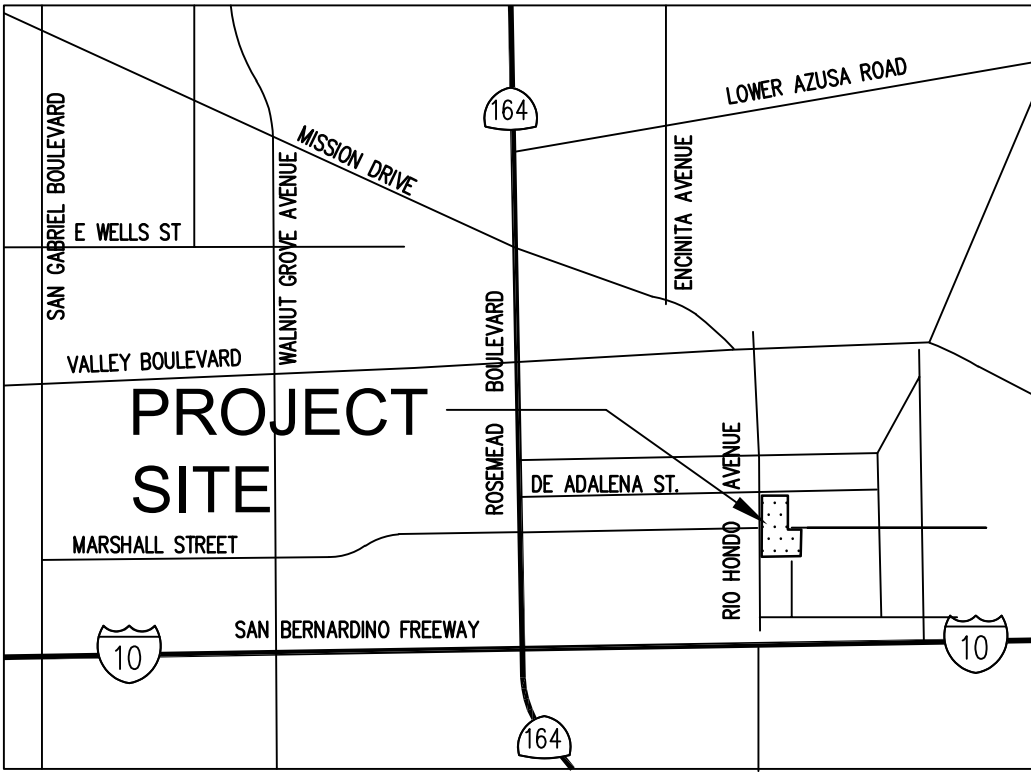 164
LOWER AZUSA ROAD
SAN GABRIEL BOULEVARD
MISSION DRIVE
WALNUT GROVE AVENUE
ENCINITA AVENUE
E WELLS ST
VALLEY BOULEVARD
ROSEMEAD BOULEVARD
PROJECT
SITE
RIO HONDO AVENUE
DE ADALENA ST.
MARSHALL STREET
SAN BERNARDINO FREEWAY
10
10
164